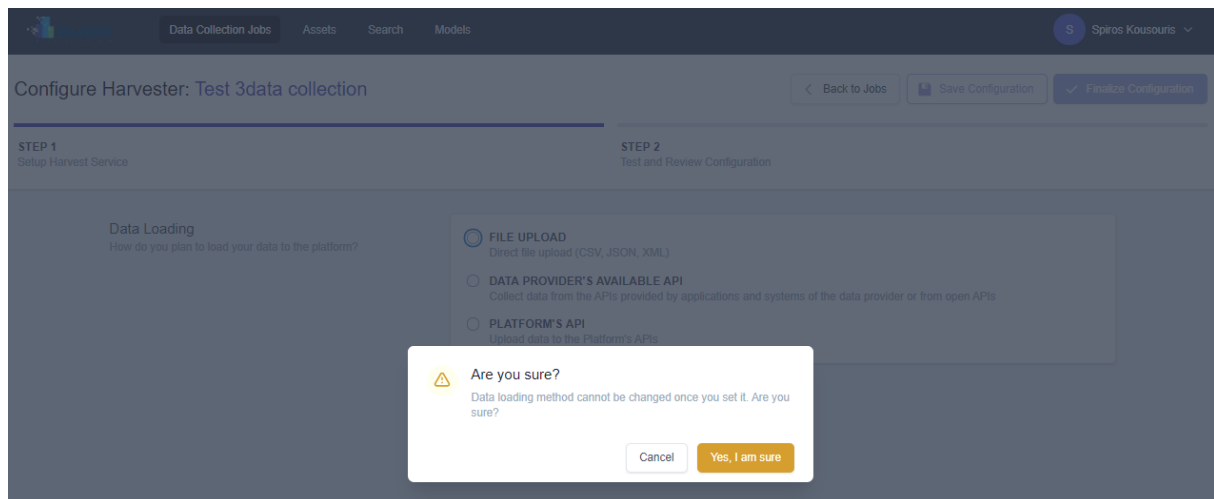 Data Collection Jobs Assets Search Models S Spiros Kousouris
Configure Harvester: Test 3data collection Back to Jobs Save Configuration Finalize Configuration
STEP 1
Setup Harvest Service
STEP 2
Test and Review Configuration
Data Loading
How do you plan to load your data to the platform?
FILE UPLOAD
Direct file upload (CSV, JSON, XML)
DATA PROVIDER'S AVAILABLE API
Collect data from the APIs provided by applications and systems of the data provider or from open APIs
PLATFORM'S API
Upload data to the Platform's APIs
Are you sure?
Data loading method cannot be changed once you set it. Are you
sure?
Cancel Yes, I am sure